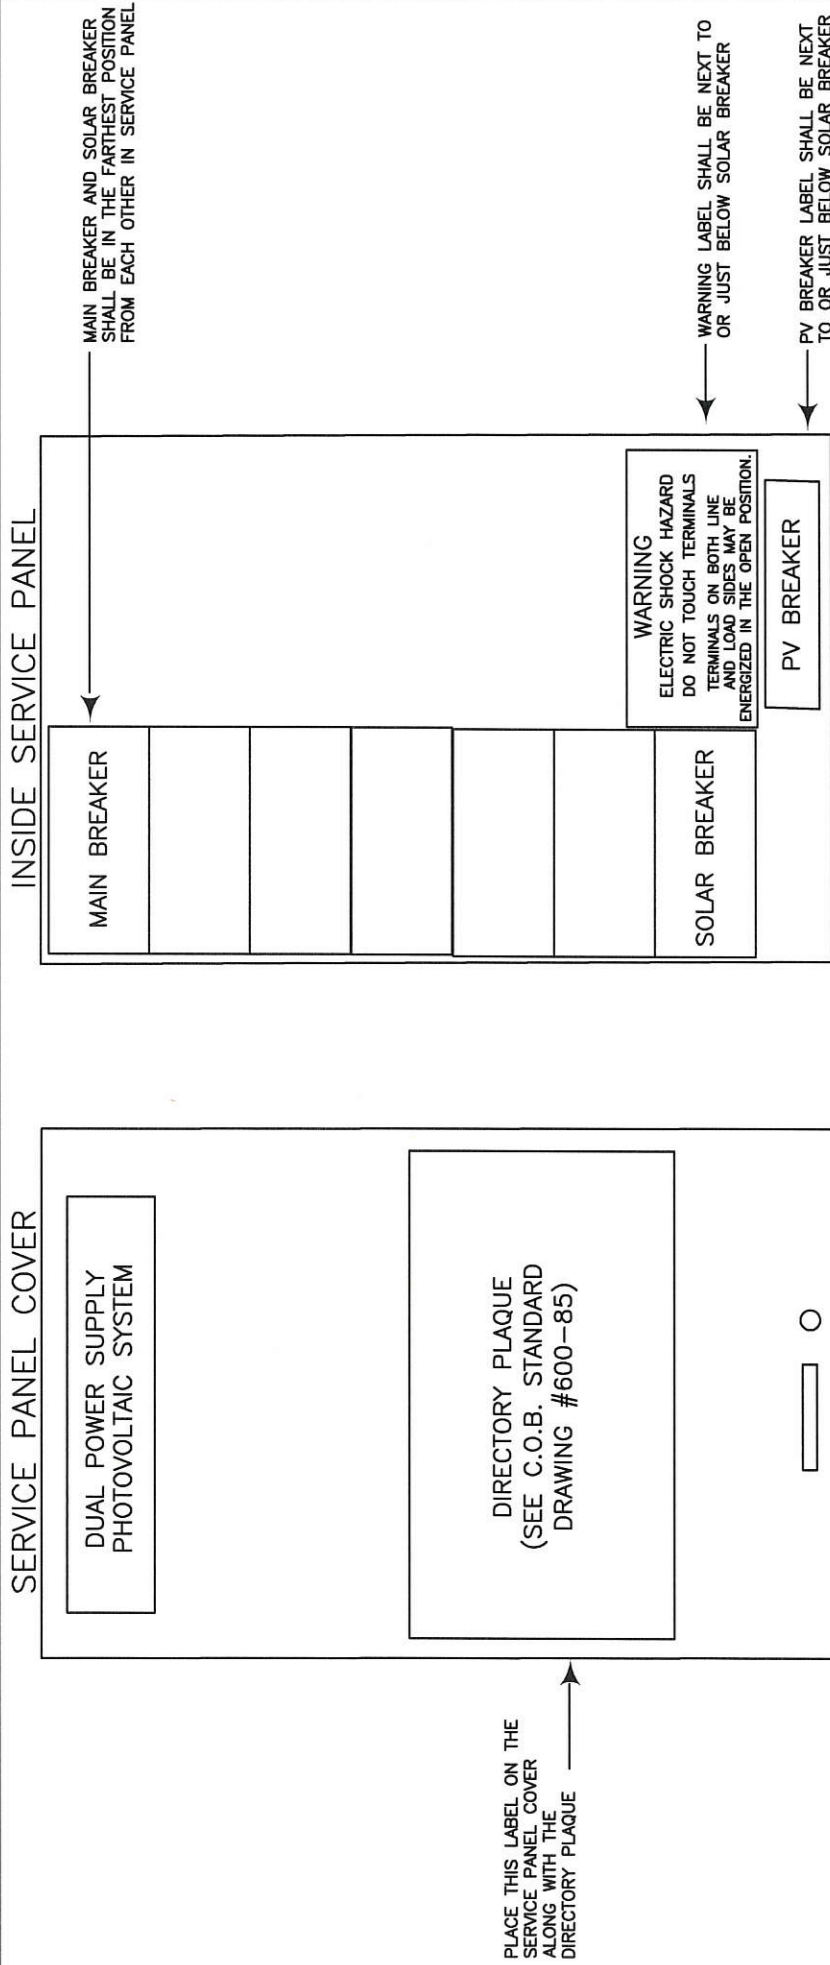 SERVICE PANEL COVER
DUAL POWER SUPPLY
PHOTOVOLTAIC SYSTEM
PLACE THIS LABEL ON THE
SERVICE PANEL COVER
ALONG WITH THE
DIRECTORY PLAQUE
DIRECTORY PLAQUE
(SEE C.O.B. STANDARD
DRAWING #600-85)
INSIDE SERVICE PANEL
MAIN BREAKER
MAIN BREAKER AND SOLAR BREAKER
SHALL BE IN THE FARTHEST POSITION
FROM EACH OTHER IN SERVICE PANEL
SOLAR BREAKER
WARNING
ELECTRIC SHOCK HAZARD
DO NOT TOUCH TERMINALS
TERMINALS ON BOTH LINE
AND LOAD SIDES MAY BE
ENERGIZED IN THE OPEN POSITION.
WARNING LABEL SHALL BE NEXT TO
OR JUST BELOW SOLAR BREAKER
PV BREAKER
PV BREAKER LABEL SHALL BE NEXT
TO OR JUST BELOW SOLAR BREAKER